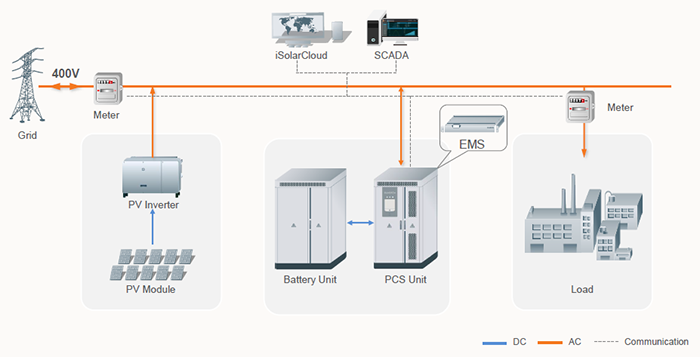 iSolarCloud
SCADA
400V
Grid
Meter
Meter
EMS
PV Inverter
PV Module
Battery Unit
PCS Unit
Load
DC
AC
Communication